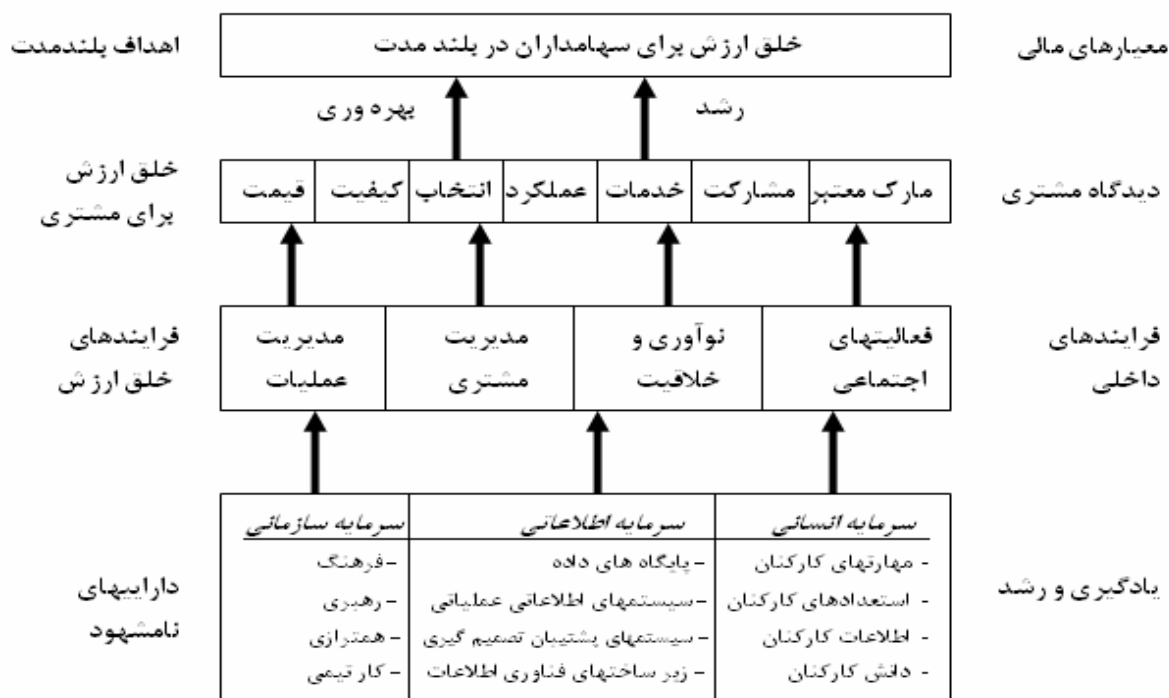 معیارهای مالی
خلق ارزش برای سهامداران در بلند مدت
اهداف بلندمدت
رشد
بهره وری
دیدگاه مشتری
مارک معتبر
مشارکت
خدمات
عملکرد
انتخاب
کیفیت
قیمت
خلق ارزش
برای مشتری
فرایندهای
داخلی
فعالیتهای
اجتماعی
نوآوری و
خلاقیت
مدیریت
مشتری
مدیریت
عملیات
فرایندهای
خلق ارزش
یادگیری و رشد
سرمایه انسانی
- مهارتهای کارکنان
- استعدادهای کارکنان
- اطلاعات کارکنان
- دانش کارکنان
سرمایه اطلاعاتی
- پایگاه های داده
- سیستمهای اطلاعاتی عملیاتی
- سیستمهای پشتیبان تصمیم گیری
- زیر ساختهای فناوری اطلاعات
سرمایه سازمانی
- فرهنگ
- رهبری
- همترازی
- کار تیمی
داراییهای
نامشهود